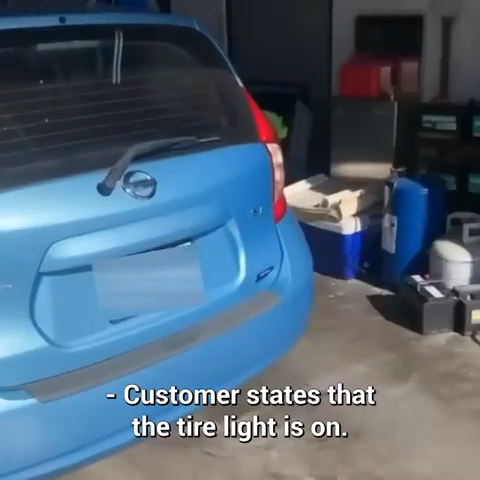 - Customer states that
the tire light is on.